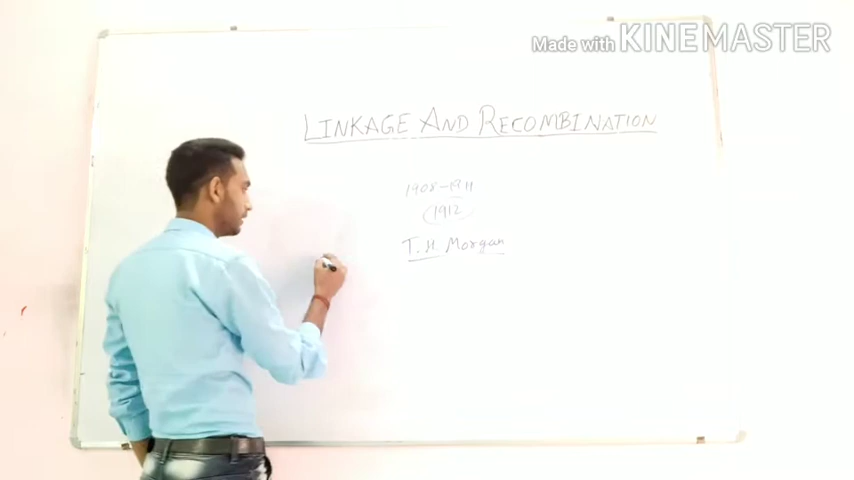 Made with KINEMASTER
LINKAGE AND RECOMBINATION
1908-1911
(1912)
T. H. Morgan